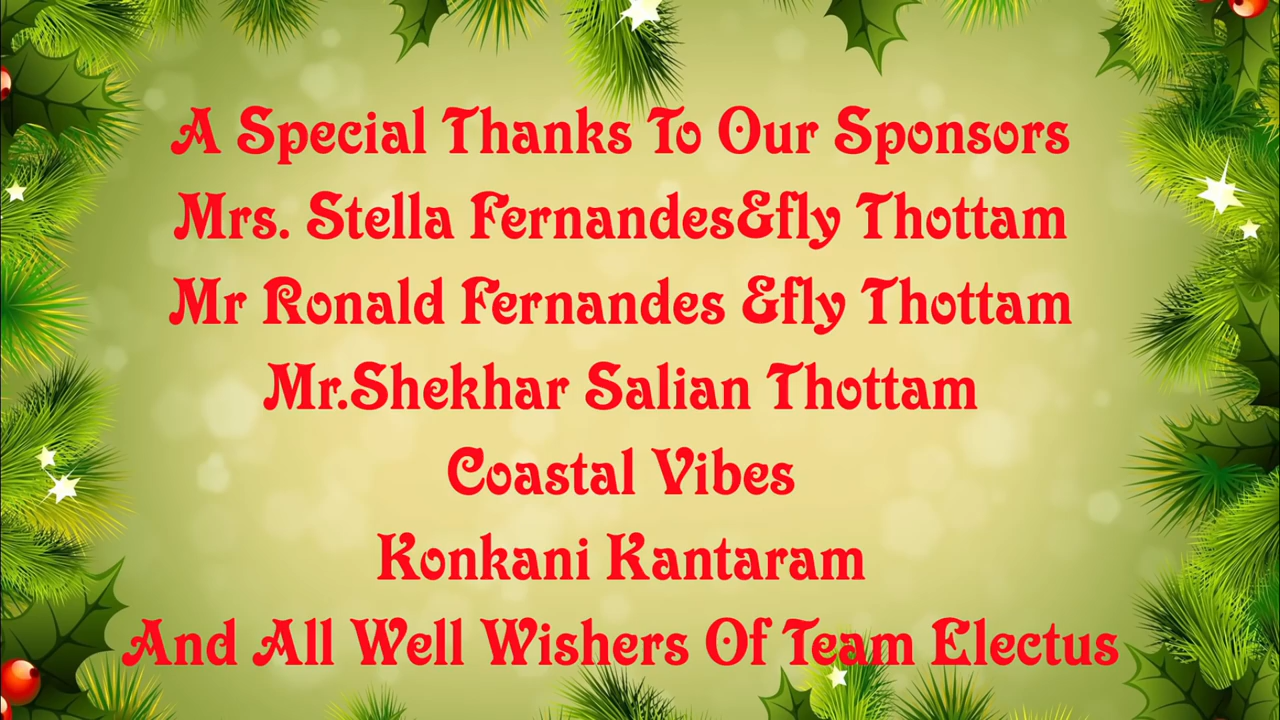 A Special Thanks To Our Sponsors
Mrs. Stella Fernandes&fly Thottam
Mr Ronald Fernandes &fly Thottam
Mr.Shekhar Salian Thottam
Coastal Vibes
Konkani Kantaram
And All Well Wishers Of Team Electus